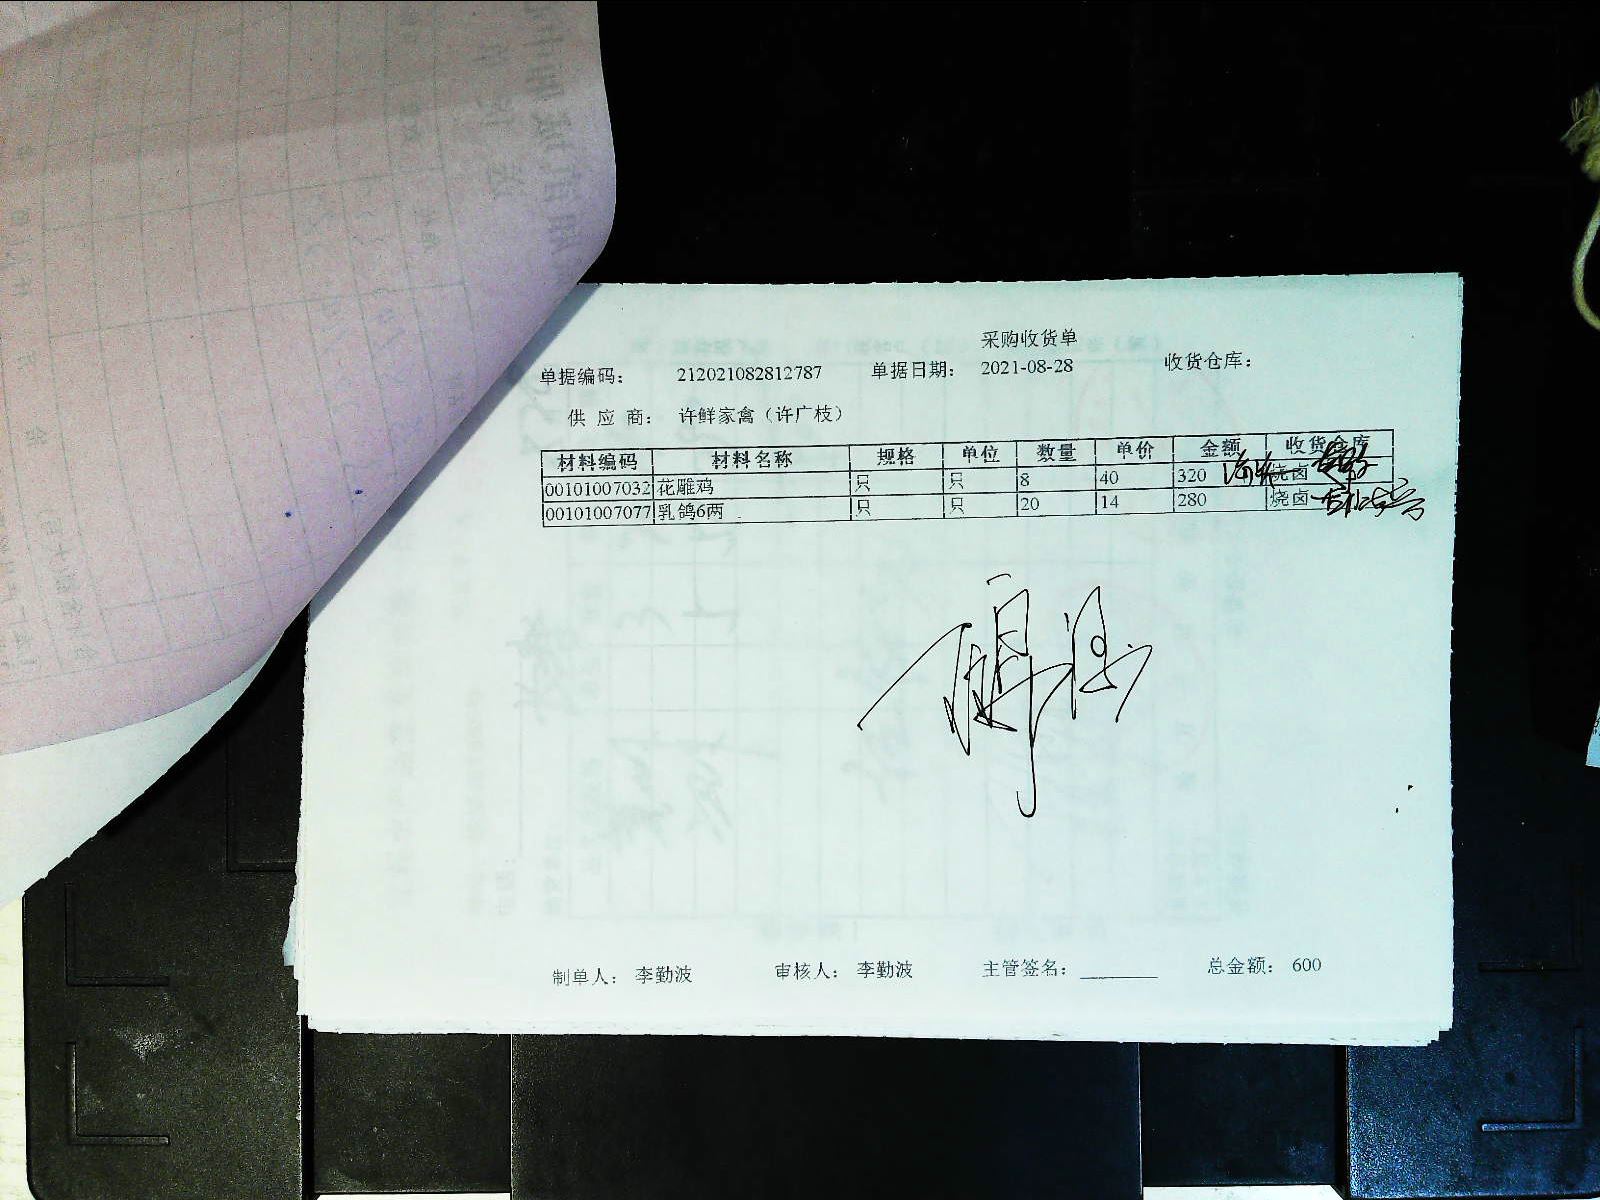 采购收货单
单据编码： 212021082812787 单据日期： 2021-08-28 收货仓库：
供 应 商： 许鲜家禽（许广枝）
材料编码 材料名称 规格 单位 数量 单价 金额 收货仓库
00101007032 花雕鸡 只 只 8 40 320 烧卤
00101007077 乳鸽6两 只 只 20 14 280 烧卤
制单人： 李勤波 审核人： 李勤波 主管签名： 总金额： 600